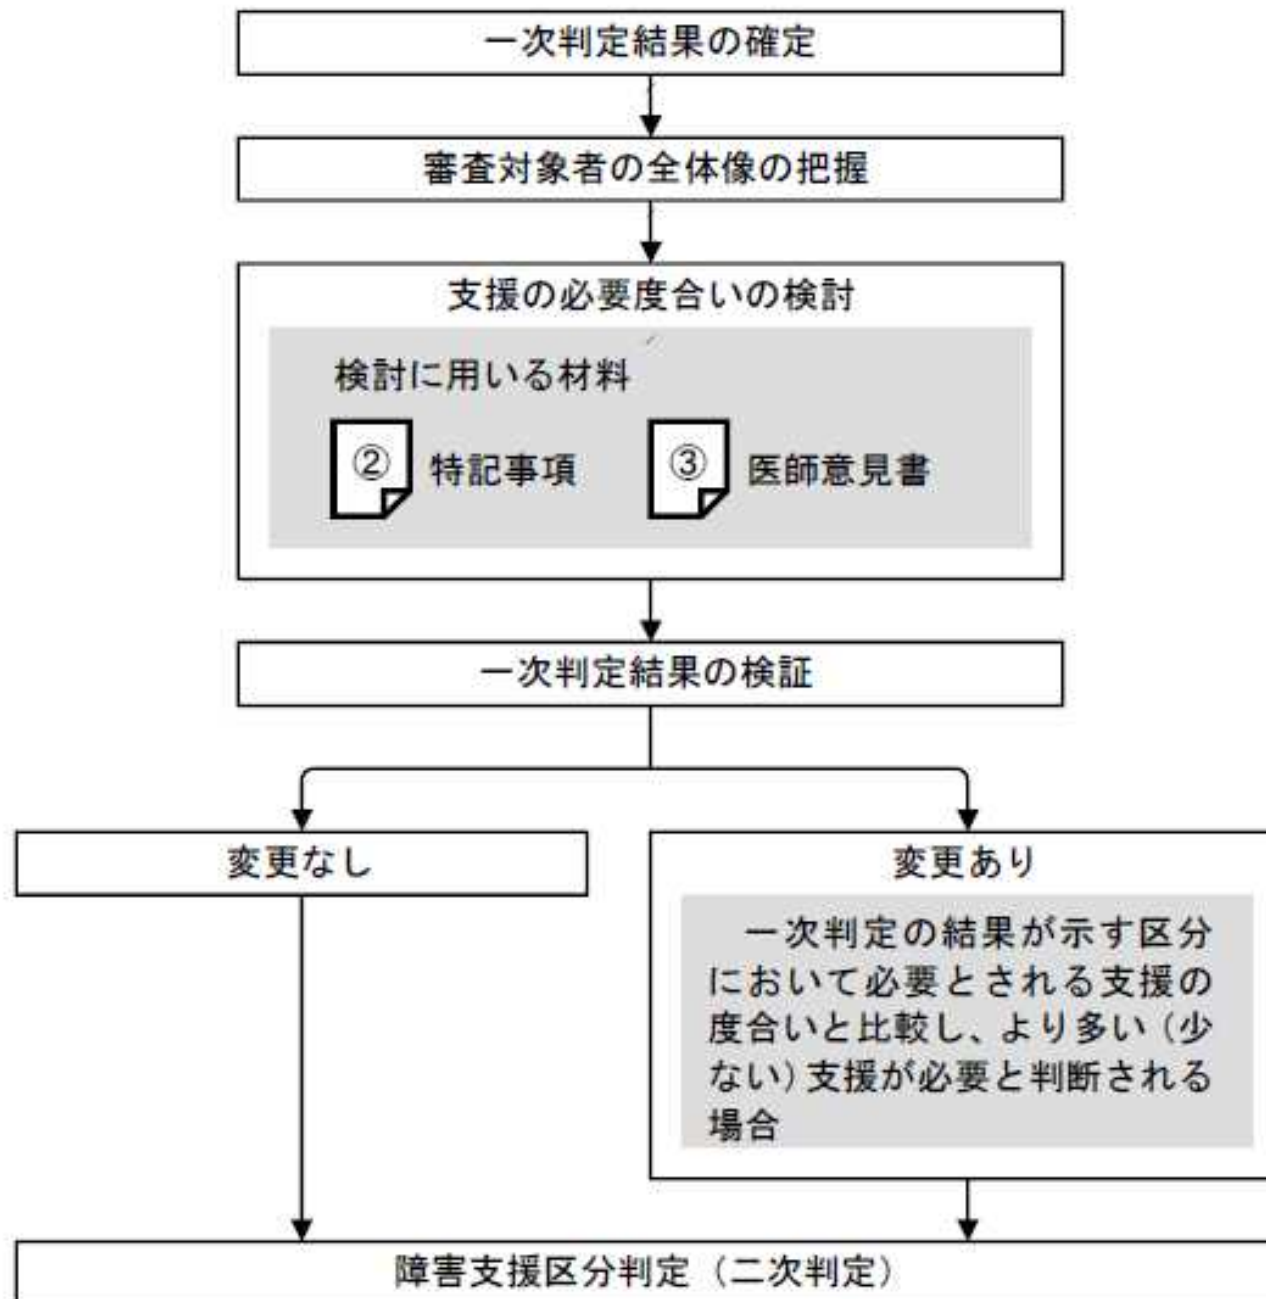 一次判定結果の確定
審査対象者の全体像の把握
支援の必要度合いの検討
検討に用いる材料
② 特記事項
③ 医師意見書
一次判定結果の検証
変更なし
変更あり
一次判定の結果が示す区分
において必要とされる支援の
度合いと比較し、より多い(少
ない)支援が必要と判断される
場合
障害支援区分判定(二次判定)